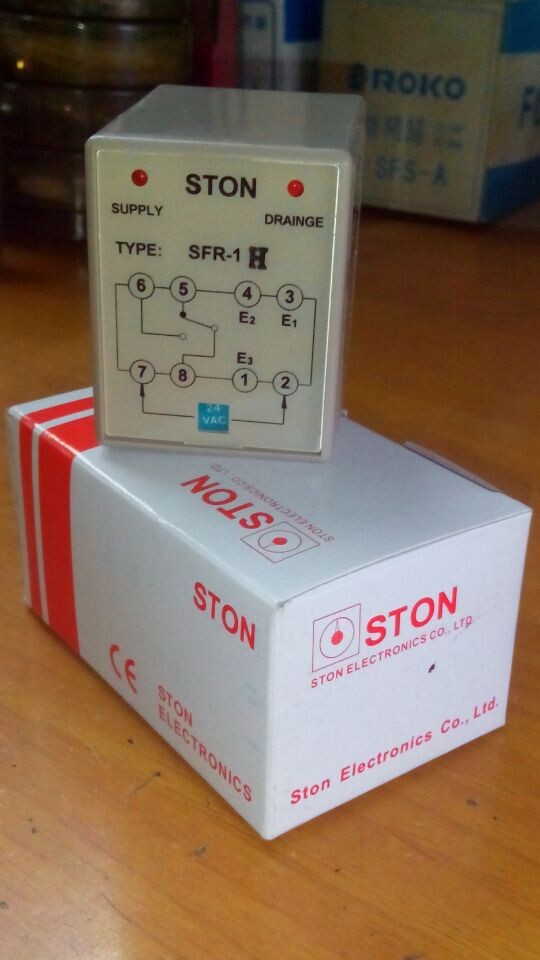 ROKO
SFS-A
STON
SUPPLY
DRAINGE
TYPE: SFR-1 H
6 5 4 3
E2 E1
E3
7 8 1 2
24
VAC
STON
STON ELECTRONICS CO., LTD.
STON
CE
STON
ELECTRONICS
STON
STON ELECTRONICS CO., LTD.
Ston Electronics Co., Ltd.